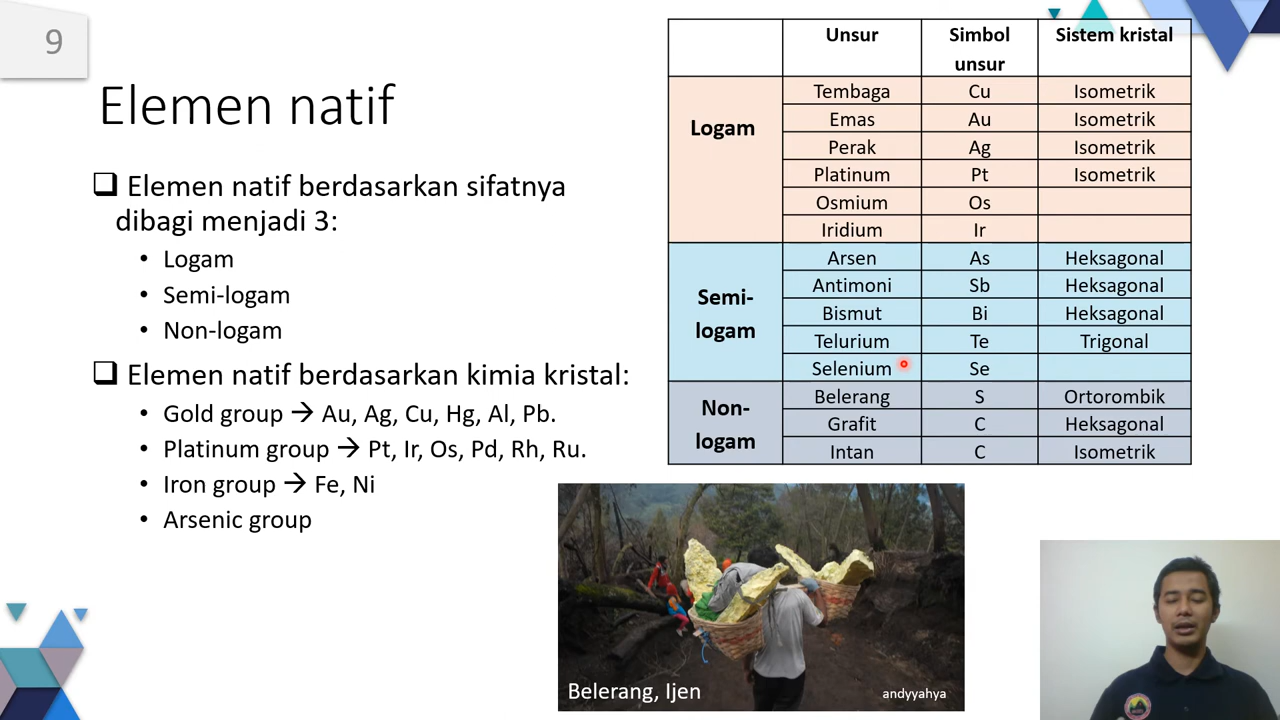 9
Elemen natif
❑ Elemen natif berdasarkan sifatnya
dibagi menjadi 3:
• Logam
• Semi-logam
• Non-logam
❑ Elemen natif berdasarkan kimia kristal:
• Gold group → Au, Ag, Cu, Hg, Al, Pb.
• Platinum group → Pt, Ir, Os, Pd, Rh, Ru.
• Iron group → Fe, Ni
• Arsenic group
Unsur Simbol unsur Sistem kristal
Logam
Tembaga Cu Isometrik
Emas Au Isometrik
Perak Ag Isometrik
Platinum Pt Isometrik
Osmium Os
Iridium Ir
Semi-
logam
Arsen As Heksagonal
Antimoni Sb Heksagonal
Bismut Bi Heksagonal
Telurium Te Trigonal
Selenium Se
Non-
logam
Belerang S Ortorombik
Grafit C Heksagonal
Intan C Isometrik
Belerang, Ijen
andyyahya